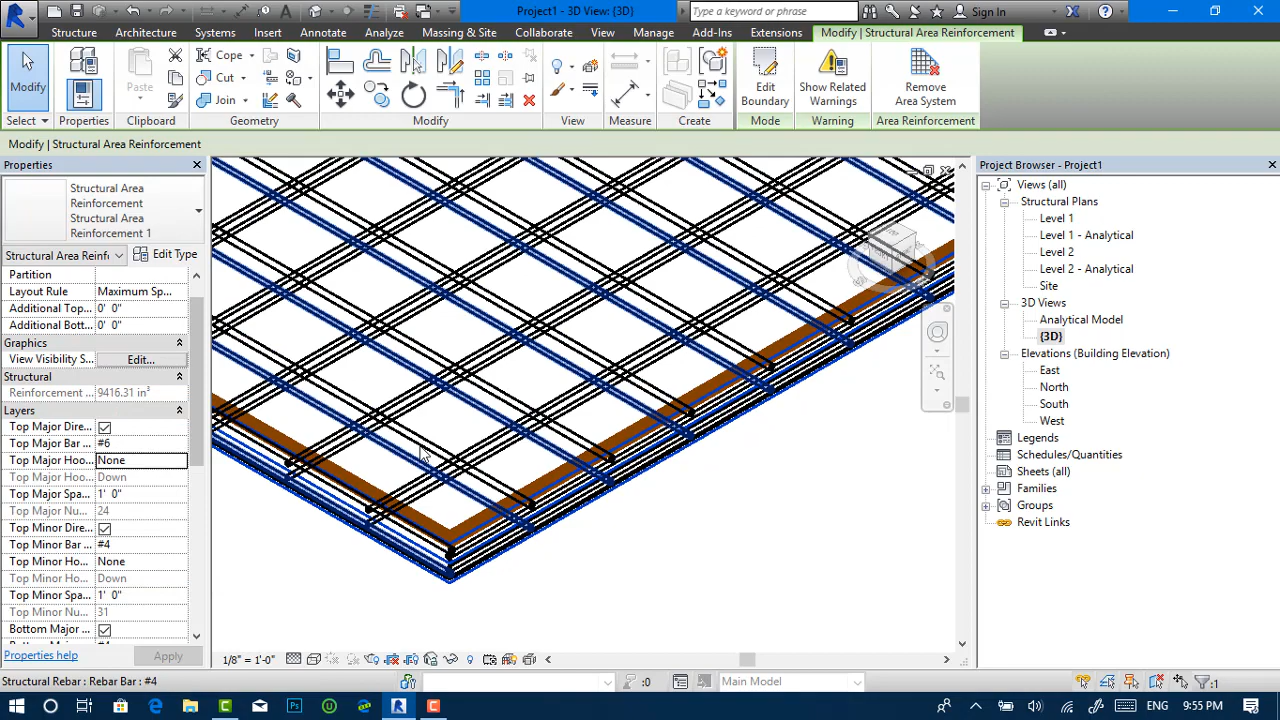 Project1 - 3D View: {3D}
Type a keyword or phrase
Sign In
Structure
Architecture
Systems
Insert
Annotate
Analyze
Massing & Site
Collaborate
View
Manage
Add-Ins
Extensions
Modify | Structural Area Reinforcement
Modify
Paste
Cope
Cut
Join
Edit
Boundary
Show Related
Warnings
Remove
Area System
Select
Properties
Clipboard
Geometry
Modify
View
Measure
Create
Mode
Warning
Area Reinforcement
Modify | Structural Area Reinforcement
Properties
Structural Area
Reinforcement
Structural Area
Reinforcement 1
Structural Area Reinf
Edit Type
Partition
Layout Rule Maximum Sp...
Additional Top... 0' 0"
Additional Bott... 0' 0"
Graphics
View Visibility S... Edit...
Structural
Reinforcement ... 9416.31 in³
Layers
Top Major Dire...
Top Major Bar ... #6
Top Major Hoo... None
Top Major Hoo... Down
Top Major Spa... 1' 0"
Top Major Nu... 24
Top Minor Dire...
Top Minor Bar ... #4
Top Minor Ho... None
Top Minor Ho... Down
Top Minor Spa... 1' 0"
Top Minor Nu... 31
Bottom Major ...
Properties help
Apply
Project Browser - Project1
Views (all)
Structural Plans
Level 1
Level 1 - Analytical
Level 2
Level 2 - Analytical
Site
3D Views
Analytical Model
{3D}
Elevations (Building Elevation)
East
North
South
West
Legends
Schedules/Quantities
Sheets (all)
Families
Groups
Revit Links
1/8" = 1'-0"
Structural Rebar : Rebar Bar : #4
:0
Main Model
:1
ENG
9:55 PM